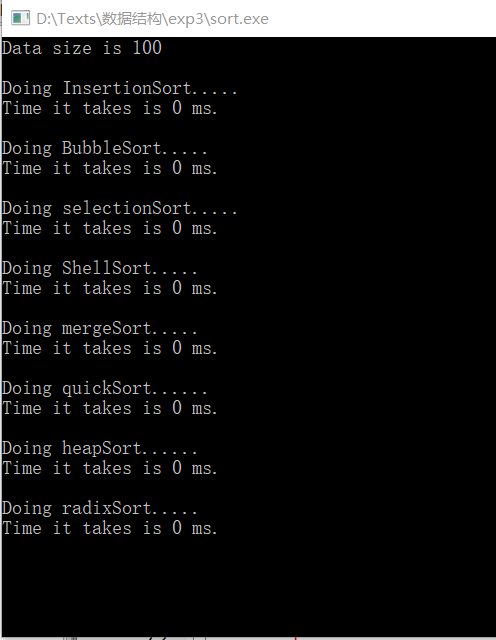 D:\Texts\数据结构\exp3\sort.exe
Data size is 100
Doing InsertionSort.....
Time it takes is 0 ms.
Doing BubbleSort.....
Time it takes is 0 ms.
Doing selectionSort.....
Time it takes is 0 ms.
Doing ShellSort.....
Time it takes is 0 ms.
Doing mergeSort.....
Time it takes is 0 ms.
Doing quickSort......
Time it takes is 0 ms.
Doing heapSort......
Time it takes is 0 ms.
Doing radixSort.....
Time it takes is 0 ms.